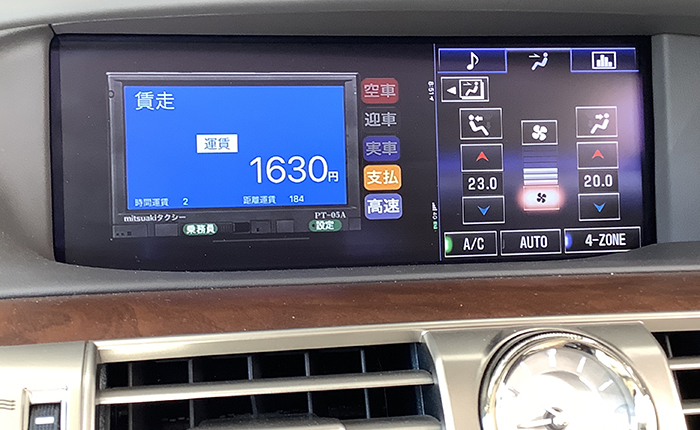 賃走
運賃
1630円
時間運賃 2
距離運賃 184
mitsuakiタクシー
PT-05A
乗務員
設定
空車
迎車
実車
支払
高速
8:51
23.0
20.0
A/C
AUTO
4-ZONE